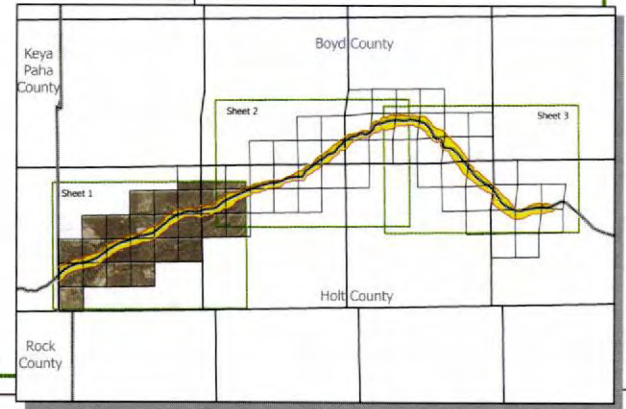 Keya
Paha
County
Boyd County
Sheet 2
Sheet 3
Sheet 1
Holt County
Rock
County